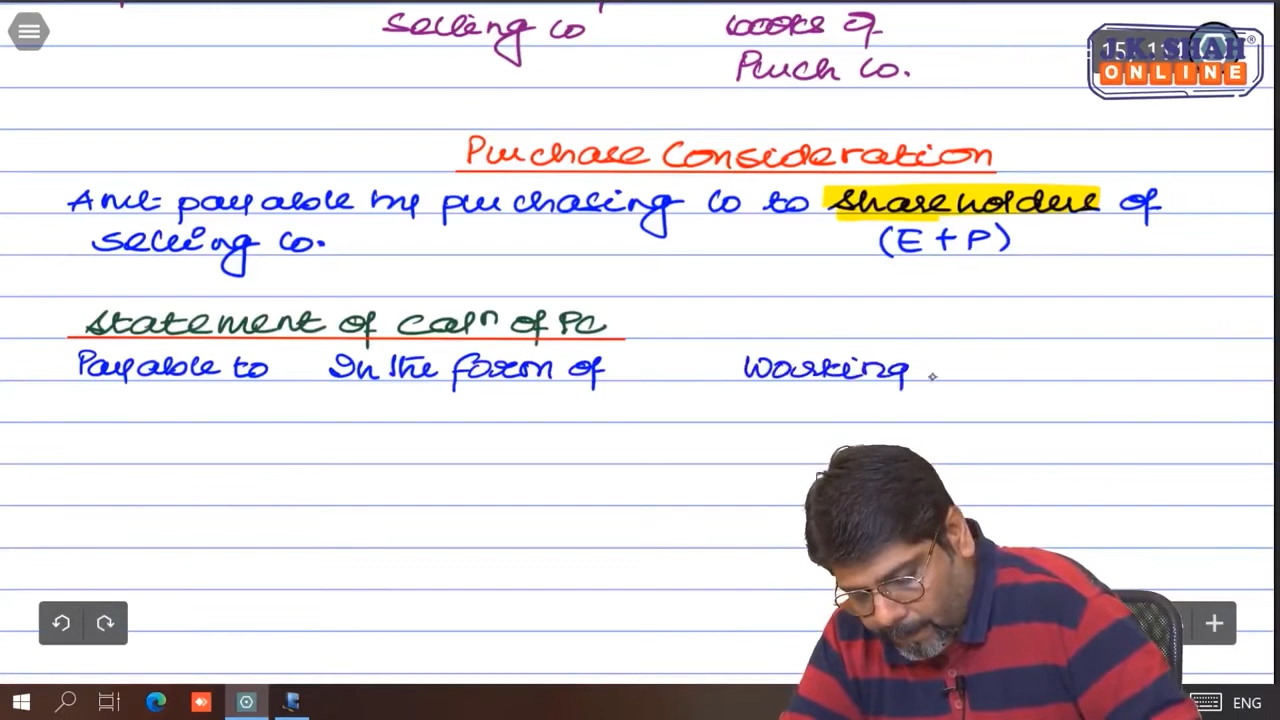 selling co
books of
Purch co.
J.K. SHAH®
ONLINE
Purchase Consideration
Amt payable by purchasing co to shareholders of
selling co.
(E + P)
Statement of calⁿ of PC
Payable to In the form of Working
ENG